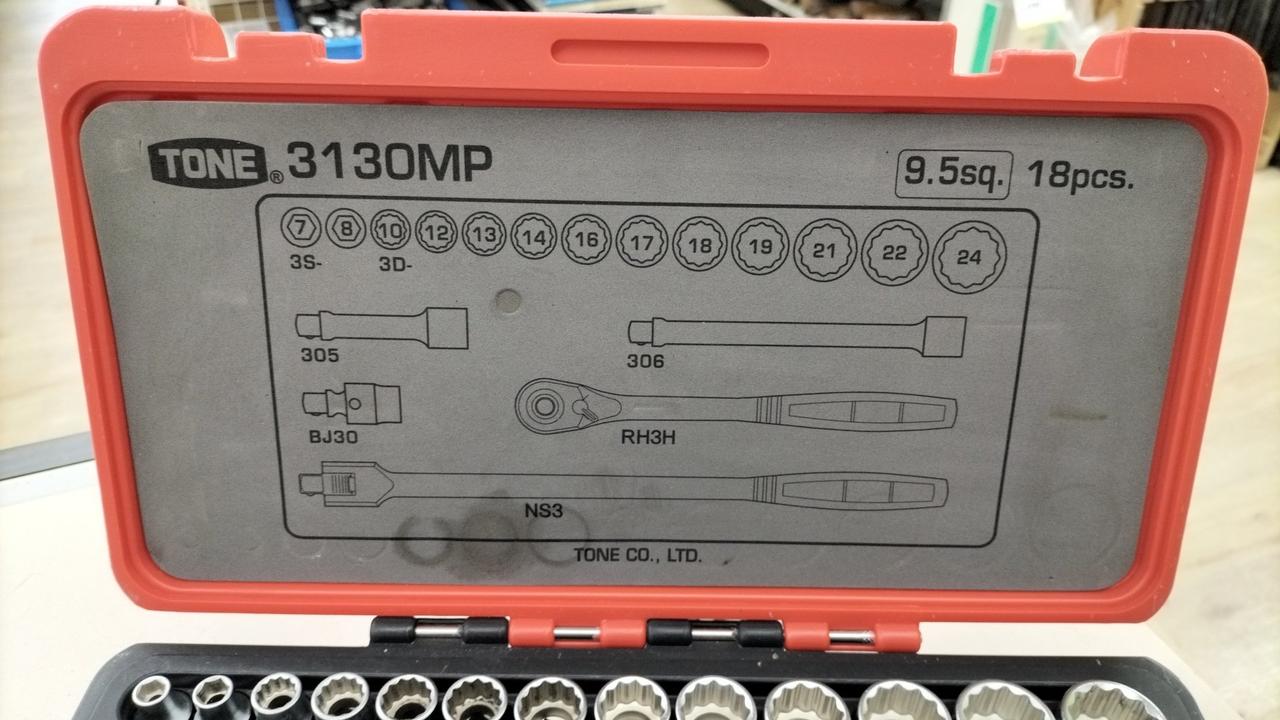 TONE® 3130MP 9.5sq. 18pcs.
7 8 10 12 13 14 16 17 18 19 21 22 24
3S- 3D-
305 306
BJ30 RH3H
NS3
TONE CO., LTD.